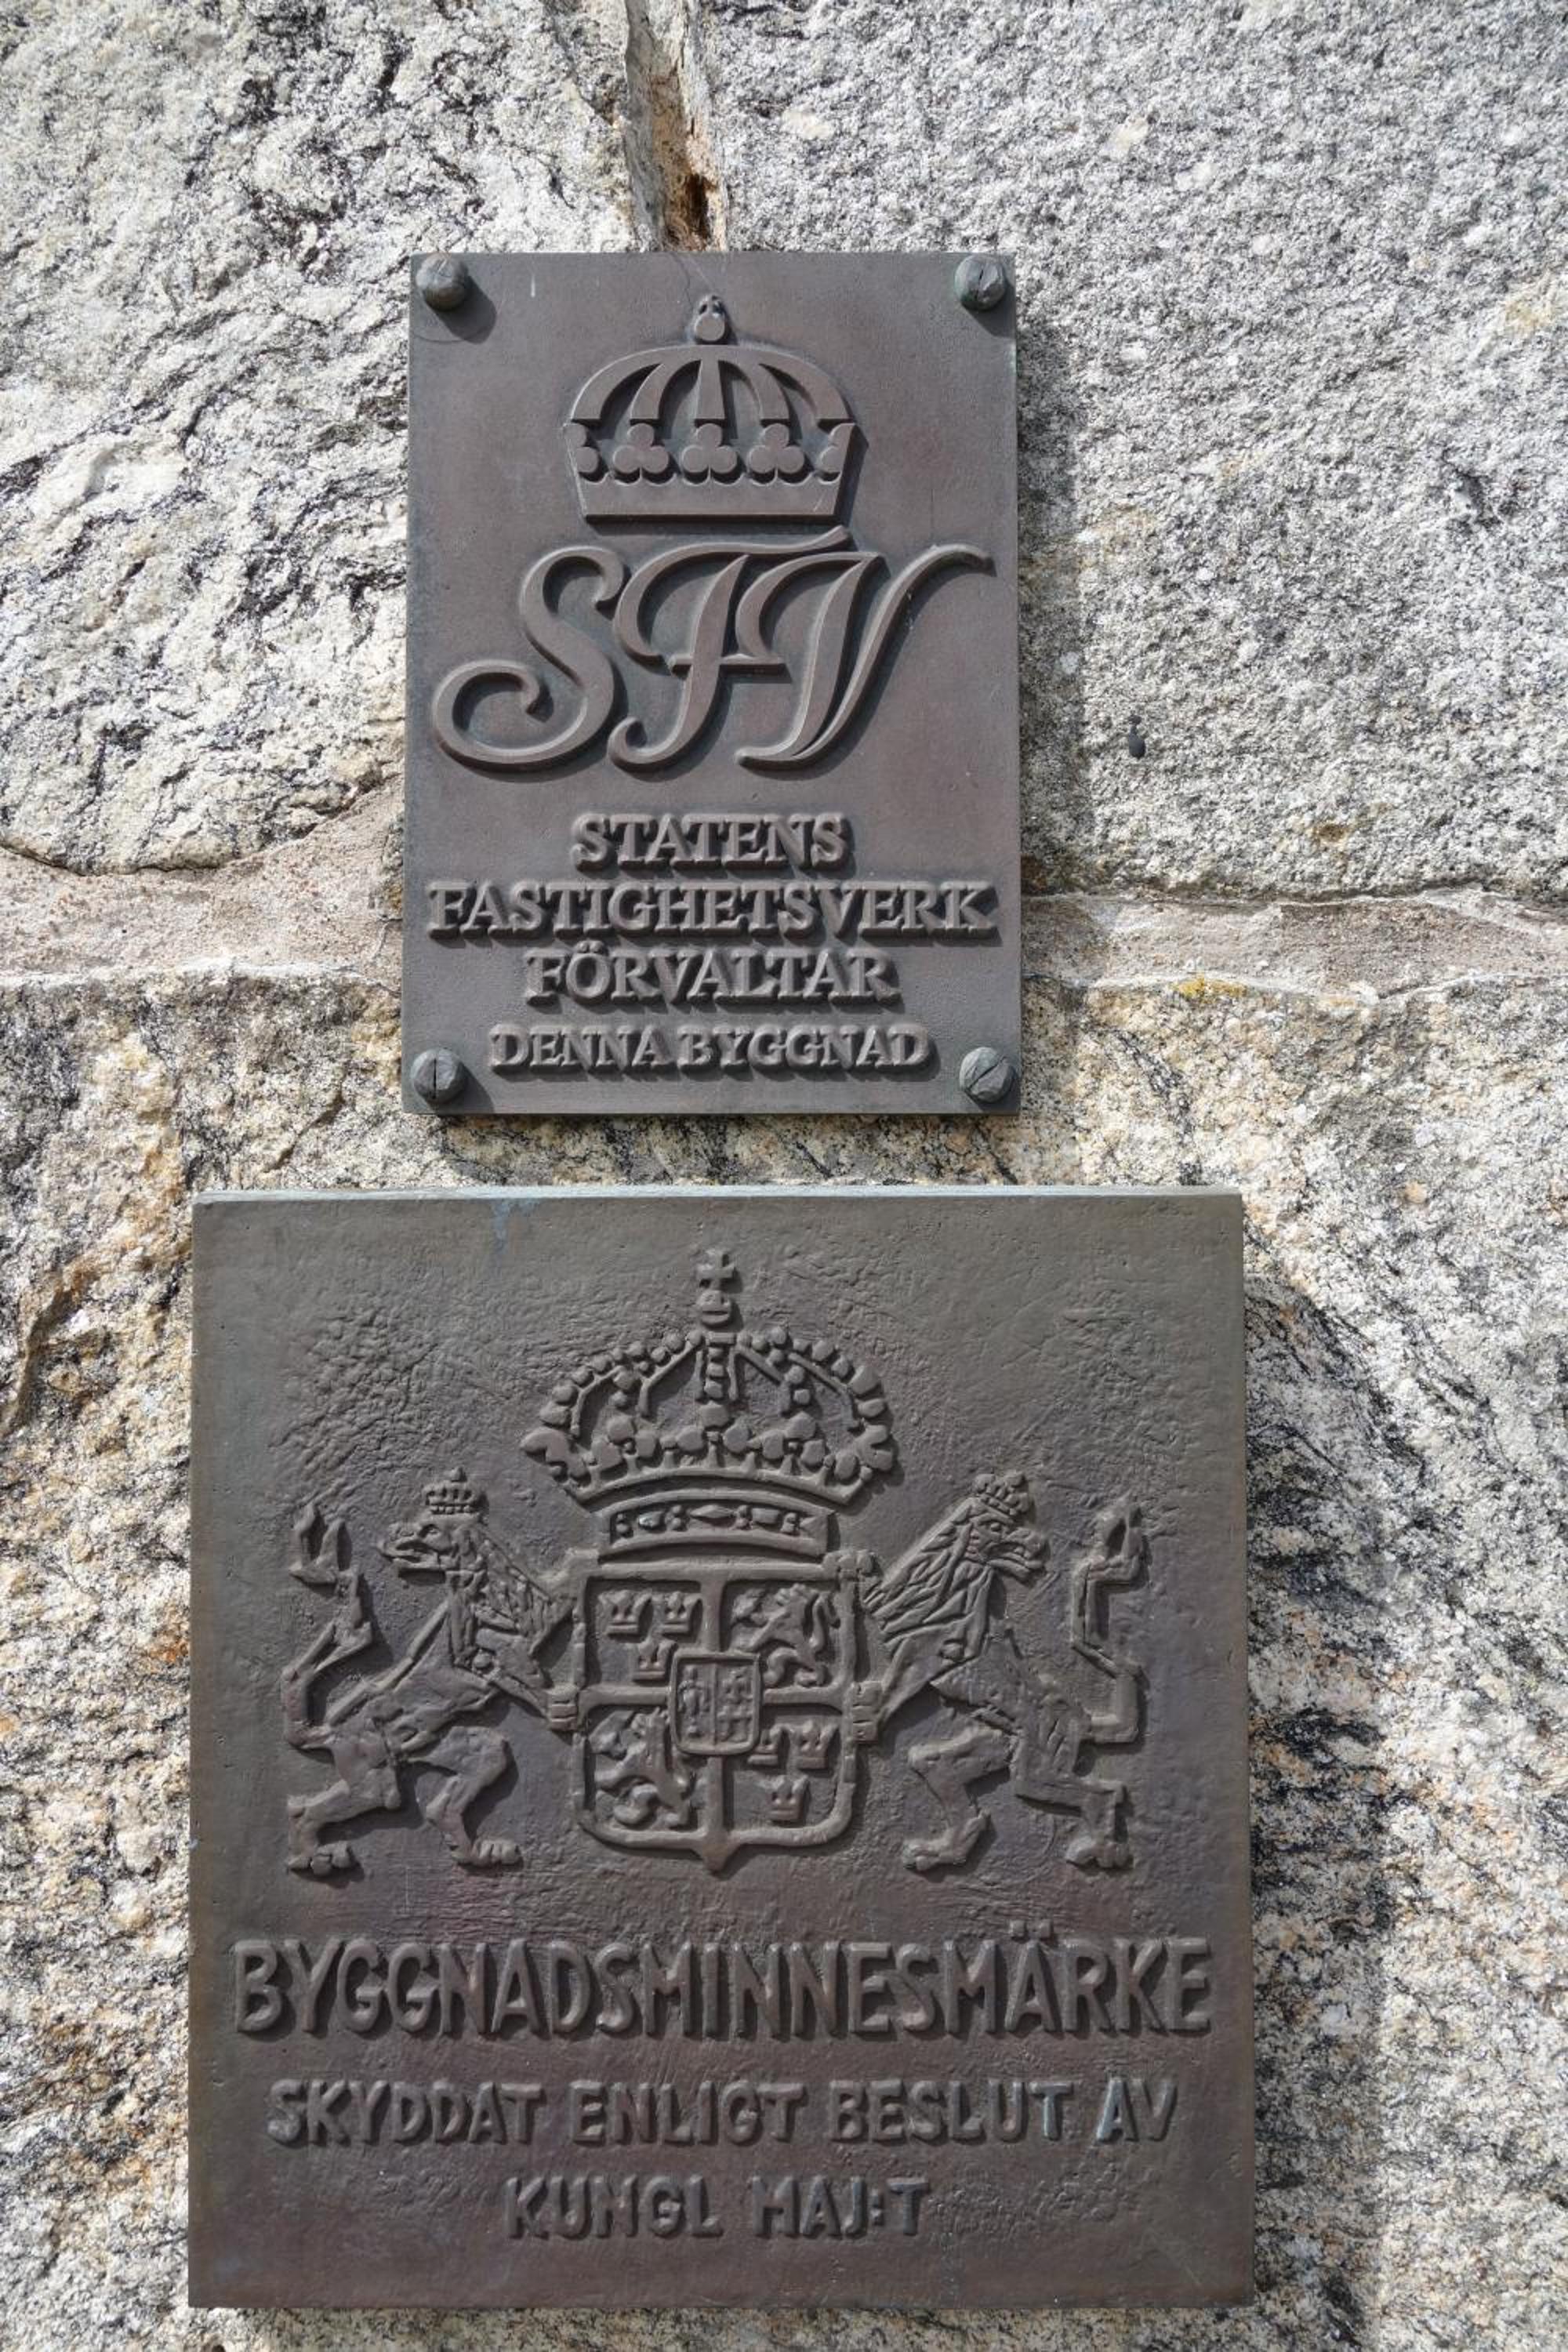 SFV
STATENS
FASTIGHETSVERK
FÖRVALTAR
DENNA BYGGNAD
BYGGNADSMINNESMÄRKE
SKYDDAT ENLIGT BESLUT AV
KUNGL MAJ:T